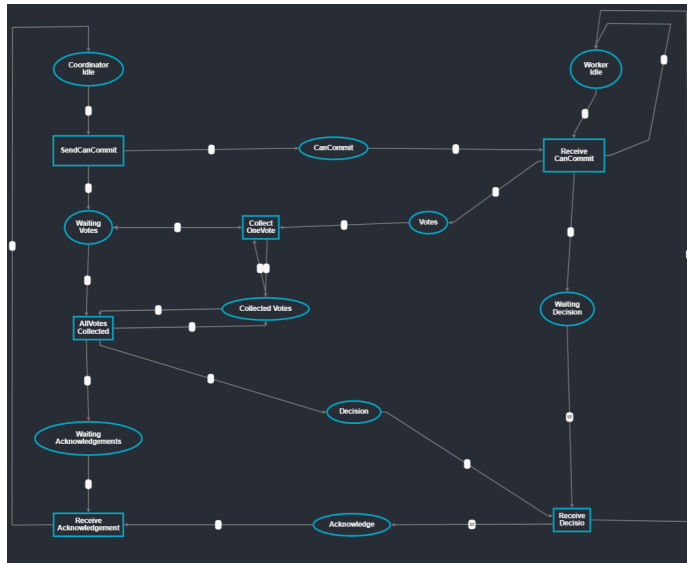 Coordinator
Idle
Worker
Idle
SendCanCommit
CanCommit
Receive
CanCommit
Waiting
Votes
Collect
OneVote
Votes
Collected Votes
Waiting
Decision
AllVotes
Collected
Decision
w
Waiting
Acknowledgements
Receive
Acknowledgement
Acknowledge
w
Receive
Decisio